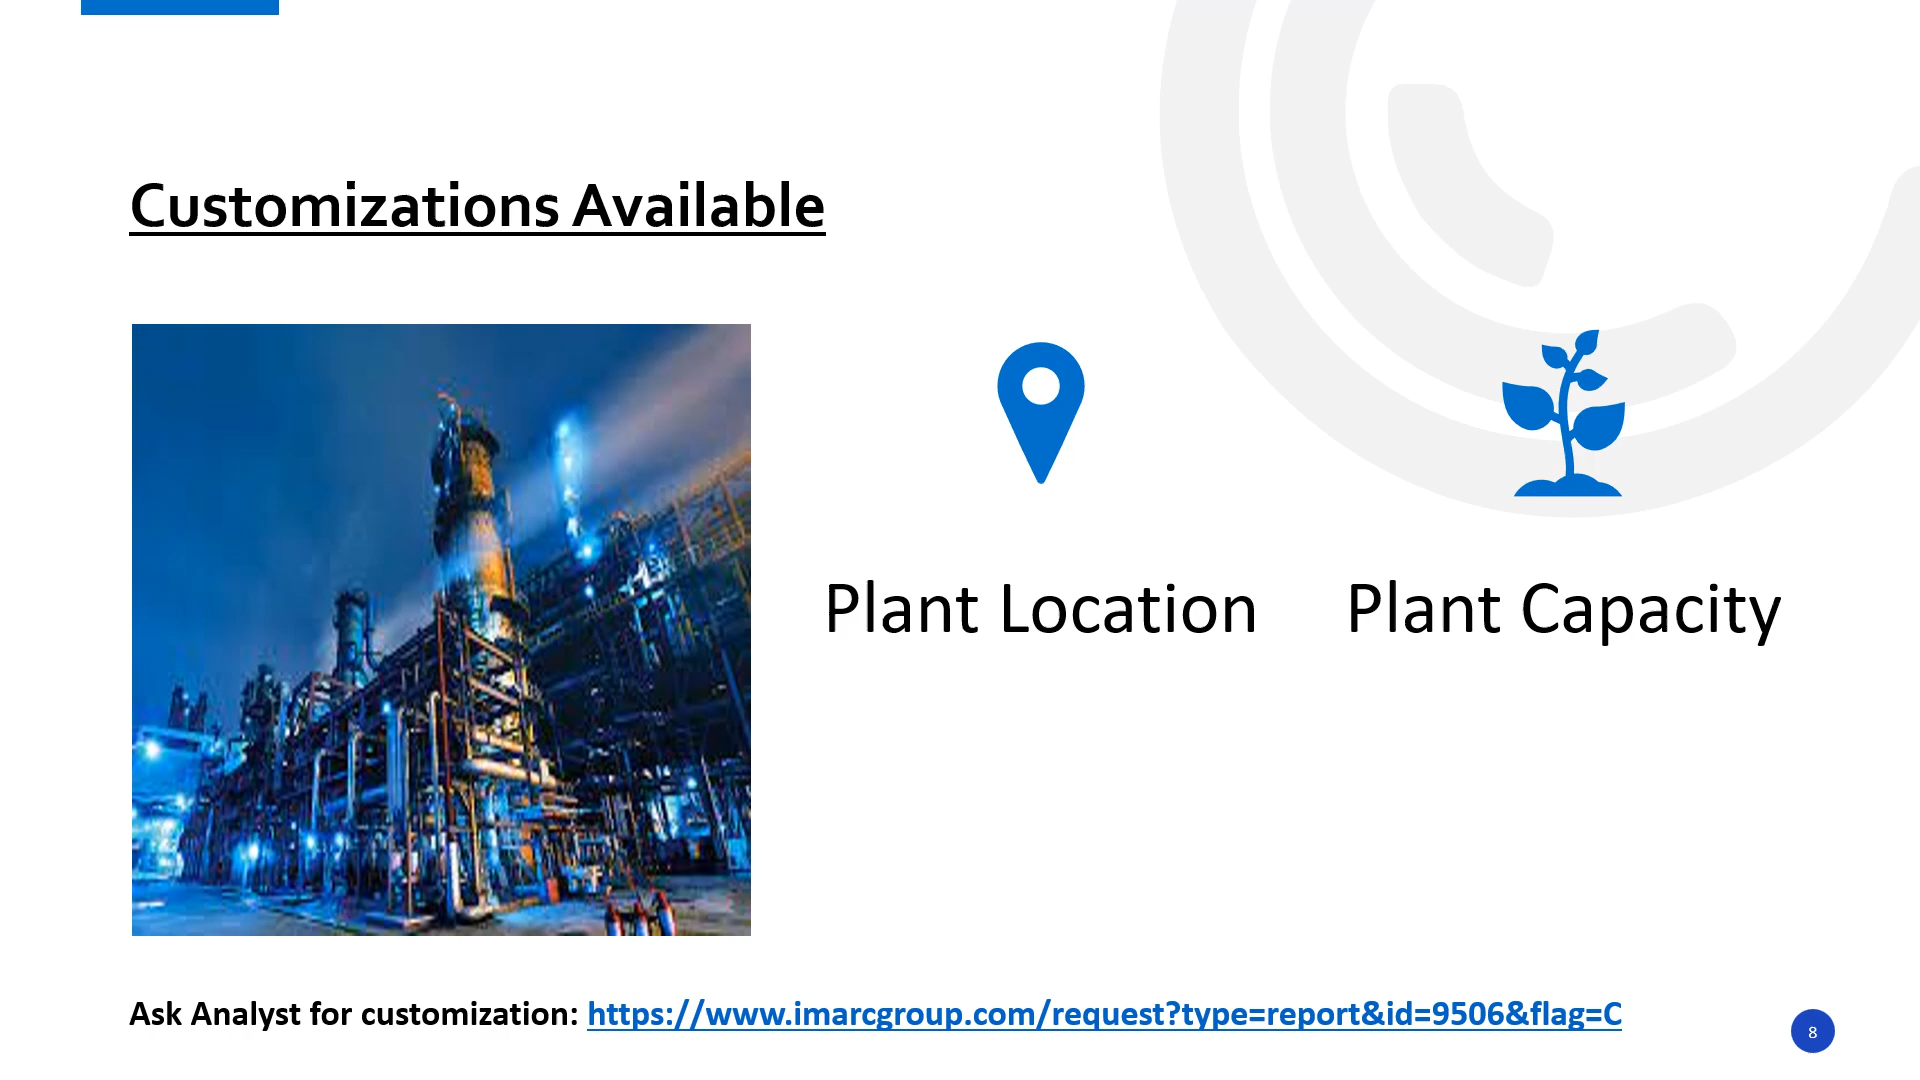 Customizations Available
Plant Location
Plant Capacity
Ask Analyst for customization: https://www.imarcgroup.com/request?type=report&id=9506&flag=C
8